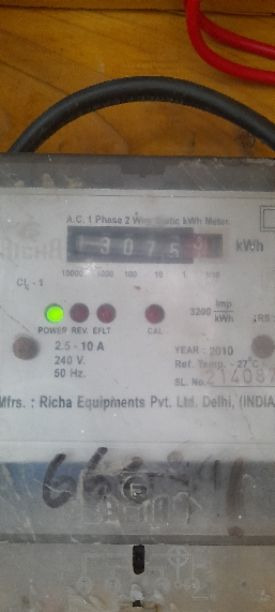 A.C. 1 Phase 2 Wire Static kWh Meter.
13075 kWh
10000 1000 100 10 1 1/10
Cl. - 1
3200 Imp. kWh
POWER REV. EFLT CAL
2.5 - 10 A
240 V.
50 Hz.
YEAR : 2010
Ref. Temp. - 27°C
SL. No. 214087
Mfrs. : Richa Equipments Pvt. Ltd. Delhi, (INDIA